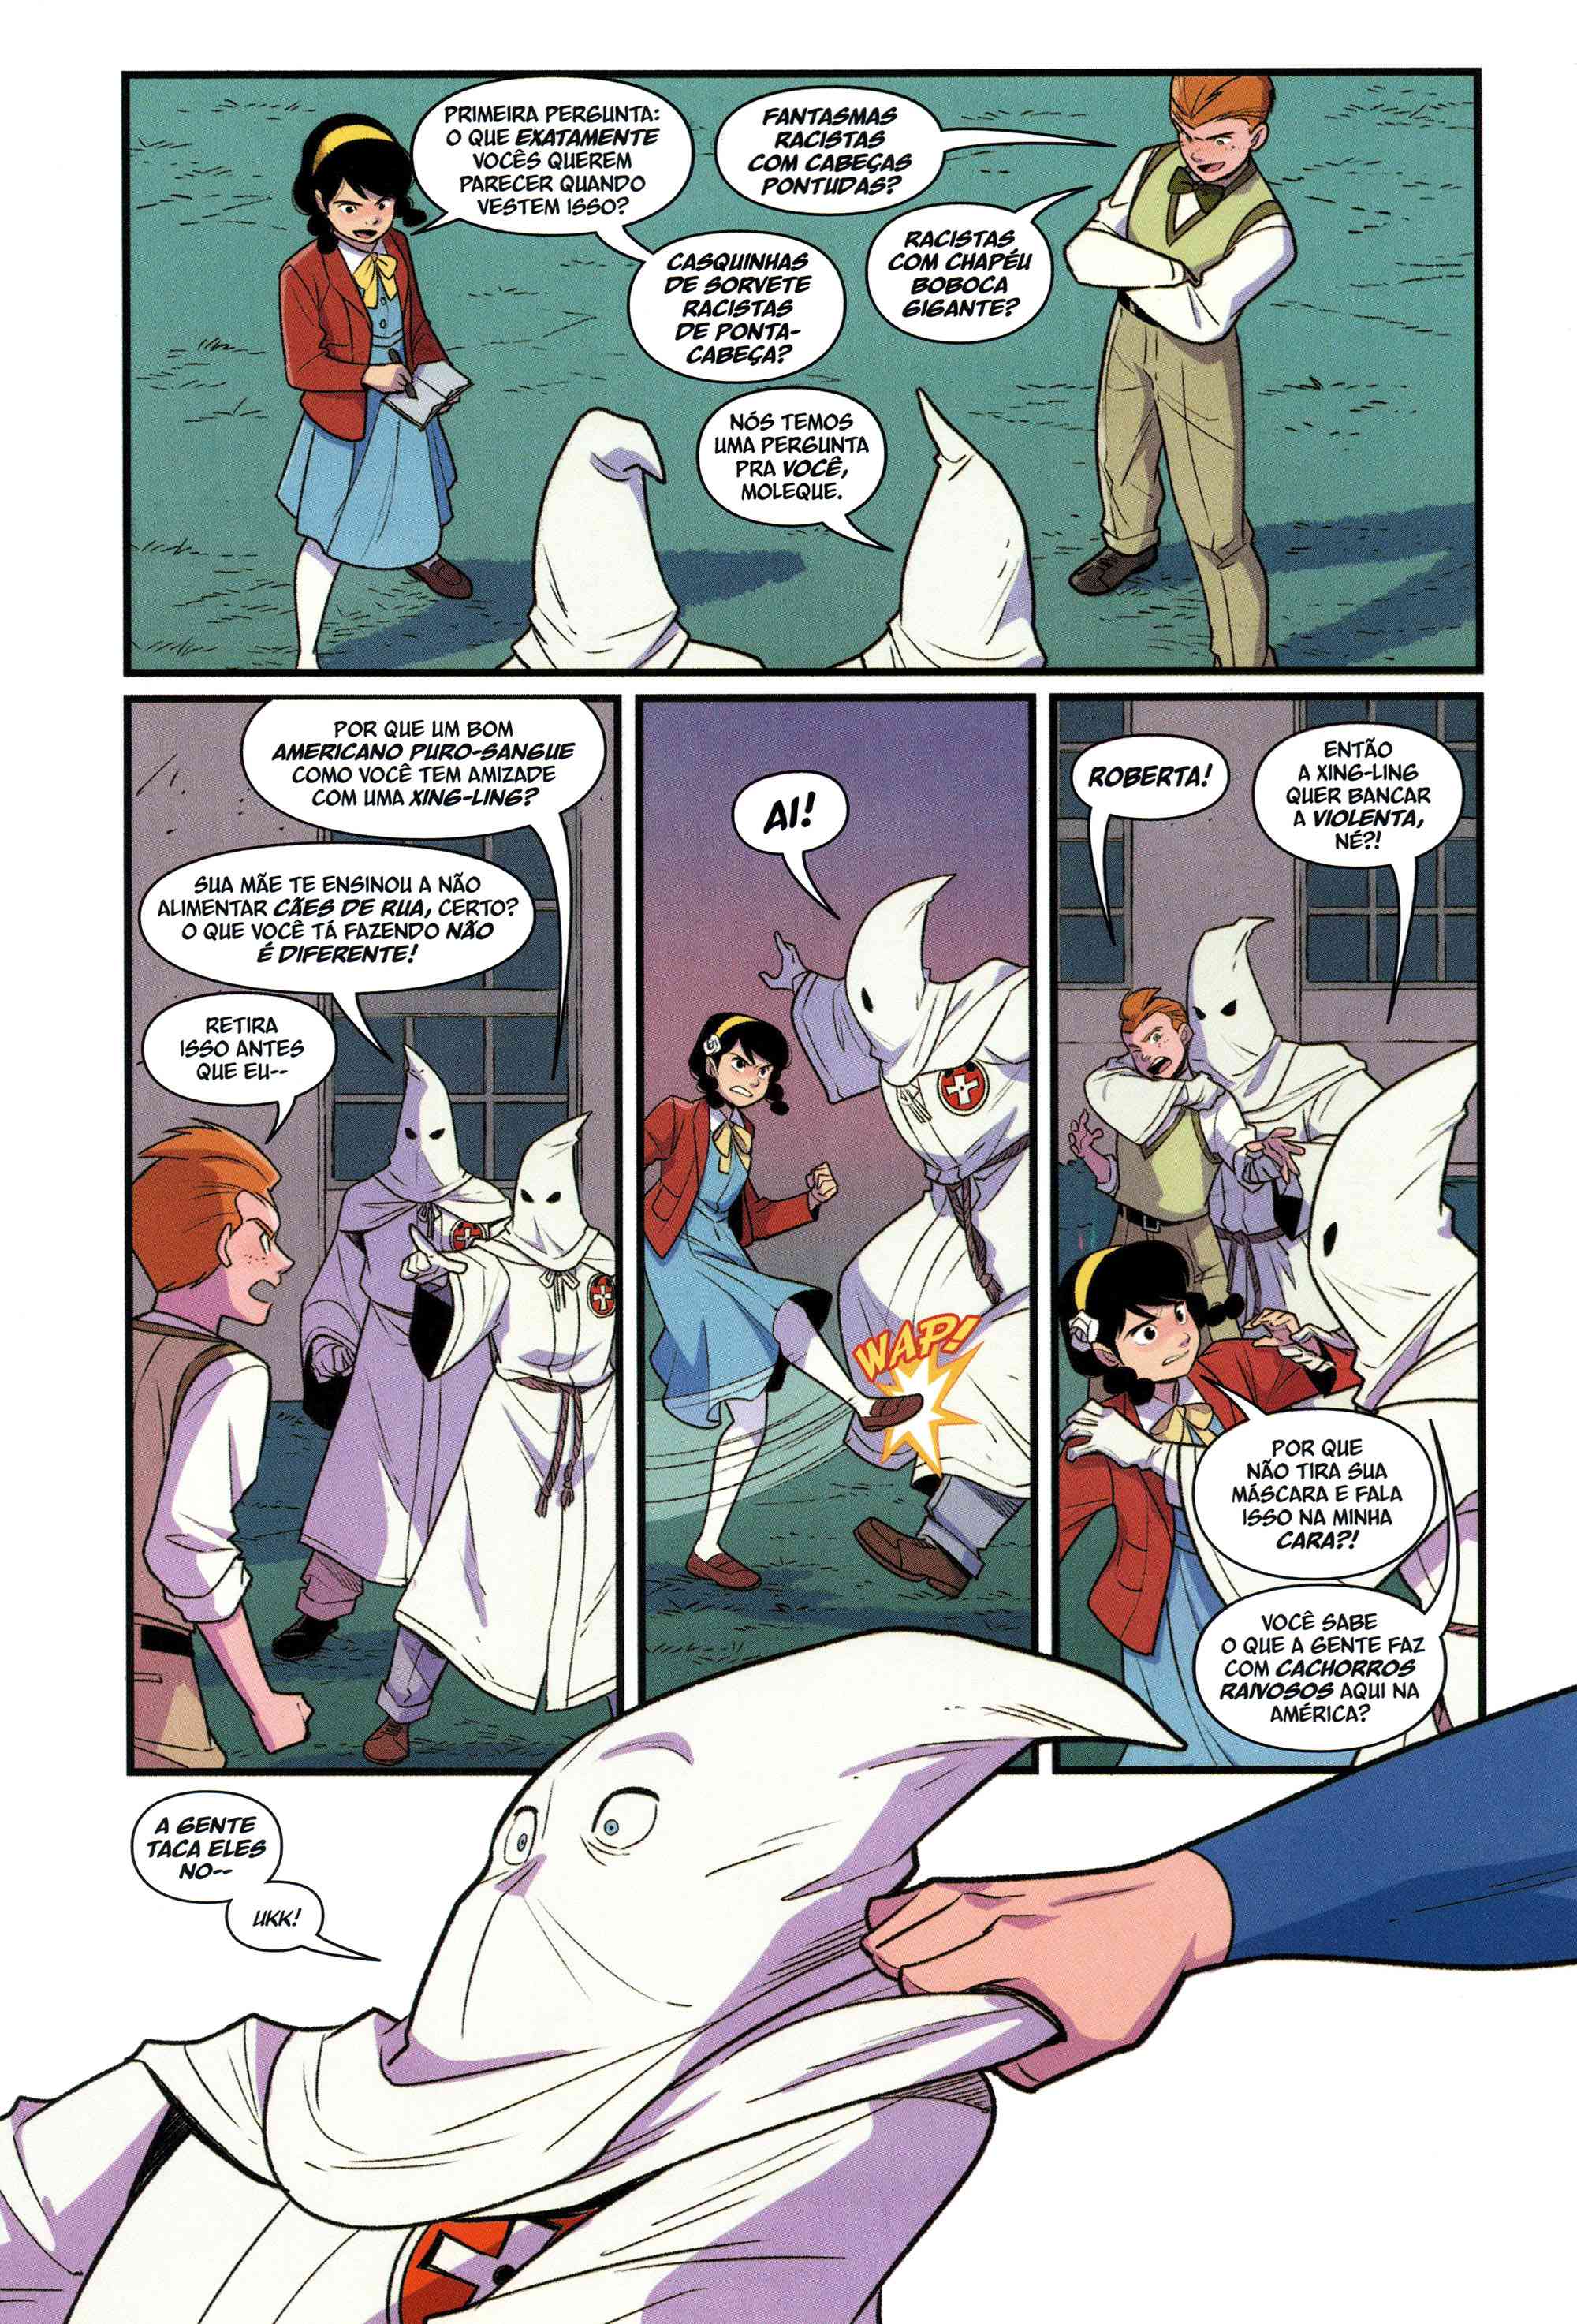 PRIMEIRA PERGUNTA:
O QUE EXATAMENTE
VOCÊS QUEREM
PARECER QUANDO
VESTEM ISSO?
FANTASMAS
RACISTAS
COM CABEÇAS
PONTUDAS?
CASQUINHAS
DE SORVETE
RACISTAS
DE PONTA-
CABEÇA?
RACISTAS
COM CHAPÉU
BOBOCA
GIGANTE?
NÓS TEMOS
UMA PERGUNTA
PRA VOCÊ,
MOLEQUE.
POR QUE UM BOM
AMERICANO PURO-SANGUE
COMO VOCÊ TEM AMIZADE
COM UMA XING-LING?
SUA MÃE TE ENSINOU A NÃO
ALIMENTAR CÃES DE RUA, CERTO?
O QUE VOCÊ TÁ FAZENDO NÃO
É DIFERENTE!
RETIRA
ISSO ANTES
QUE EU--
AI!
WAP!
ROBERTA!
ENTÃO
A XING-LING
QUER BANCAR
A VIOLENTA,
NÉ?!
POR QUE
NÃO TIRA SUA
MÁSCARA E FALA
ISSO NA MINHA
CARA?!
VOCÊ SABE
O QUE A GENTE FAZ
COM CACHORROS
RAIVOSOS AQUI NA
AMÉRICA?
A GENTE
TACA ELES
NO--
UKK!